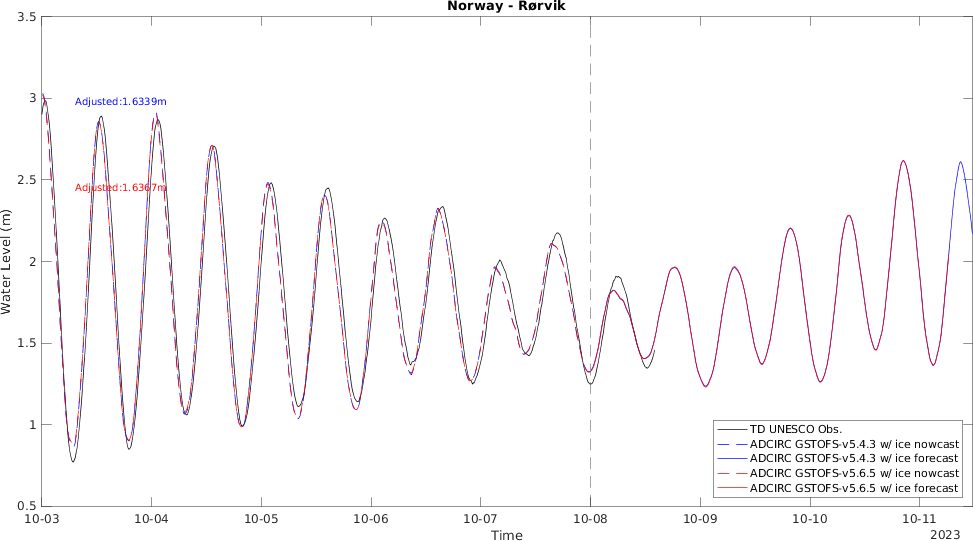 Norway - Rørvik
3.5
3
2.5
2
1.5
1
0.5
Water Level (m)
Adjusted:1.6339m
Adjusted:1.6367m
TD UNESCO Obs.
ADCIRC GSTOFS-v5.4.3 w/ ice nowcast
ADCIRC GSTOFS-v5.4.3 w/ ice forecast
ADCIRC GSTOFS-v5.6.5 w/ ice nowcast
ADCIRC GSTOFS-v5.6.5 w/ ice forecast
10-03 10-04 10-05 10-06 10-07 10-08 10-09 10-10 10-11
Time
2023